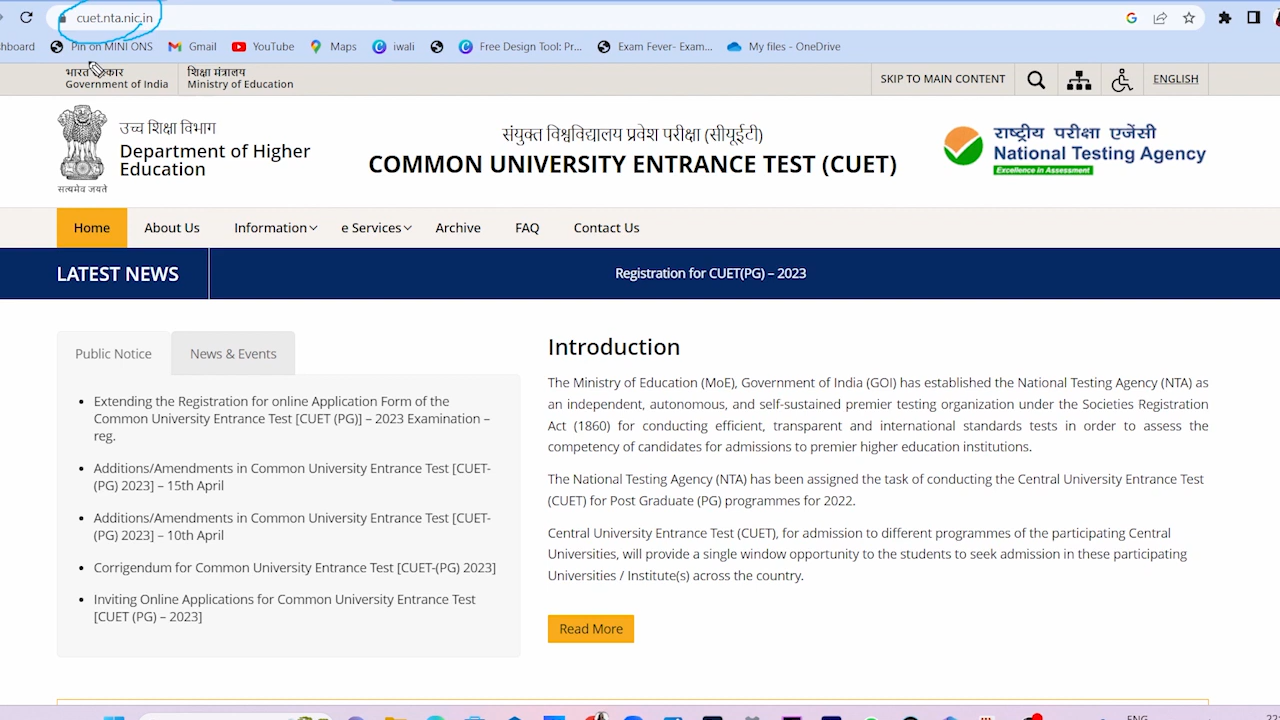 cuet.nta.nic.in
hboard
Pin on MINI ONS
Gmail
YouTube
Maps
iwali
Free Design Tool: Pr...
Exam Fever- Exam...
My files - OneDrive
Government of India
शिक्षा मंत्रालय
Ministry of Education
SKIP TO MAIN CONTENT
ENGLISH
उच्च शिक्षा विभाग
Department of Higher
Education
सत्यमेव जयते
संयुक्त विश्वविद्यालय प्रवेश परीक्षा (सीयूईटी)
COMMON UNIVERSITY ENTRANCE TEST (CUET)
राष्ट्रीय परीक्षा एजेंसी
National Testing Agency
Excellence in Assessment
Home
About Us
Information
e Services
Archive
FAQ
Contact Us
LATEST NEWS
Registration for CUET(PG) – 2023
Public Notice
News & Events
Extending the Registration for online Application Form of the
Common University Entrance Test [CUET (PG)] – 2023 Examination –
reg.
Additions/Amendments in Common University Entrance Test [CUET-
(PG) 2023] – 15th April
Additions/Amendments in Common University Entrance Test [CUET-
(PG) 2023] – 10th April
Corrigendum for Common University Entrance Test [CUET-(PG) 2023]
Inviting Online Applications for Common University Entrance Test
[CUET (PG) – 2023]
Introduction
The Ministry of Education (MoE), Government of India (GOI) has established the National Testing Agency (NTA) as
an independent, autonomous, and self-sustained premier testing organization under the Societies Registration
Act (1860) for conducting efficient, transparent and international standards tests in order to assess the
competency of candidates for admissions to premier higher education institutions.
The National Testing Agency (NTA) has been assigned the task of conducting the Central University Entrance Test
(CUET) for Post Graduate (PG) programmes for 2022.
Central University Entrance Test (CUET), for admission to different programmes of the participating Central
Universities, will provide a single window opportunity to the students to seek admission in these participating
Universities / Institute(s) across the country.
Read More
ENG